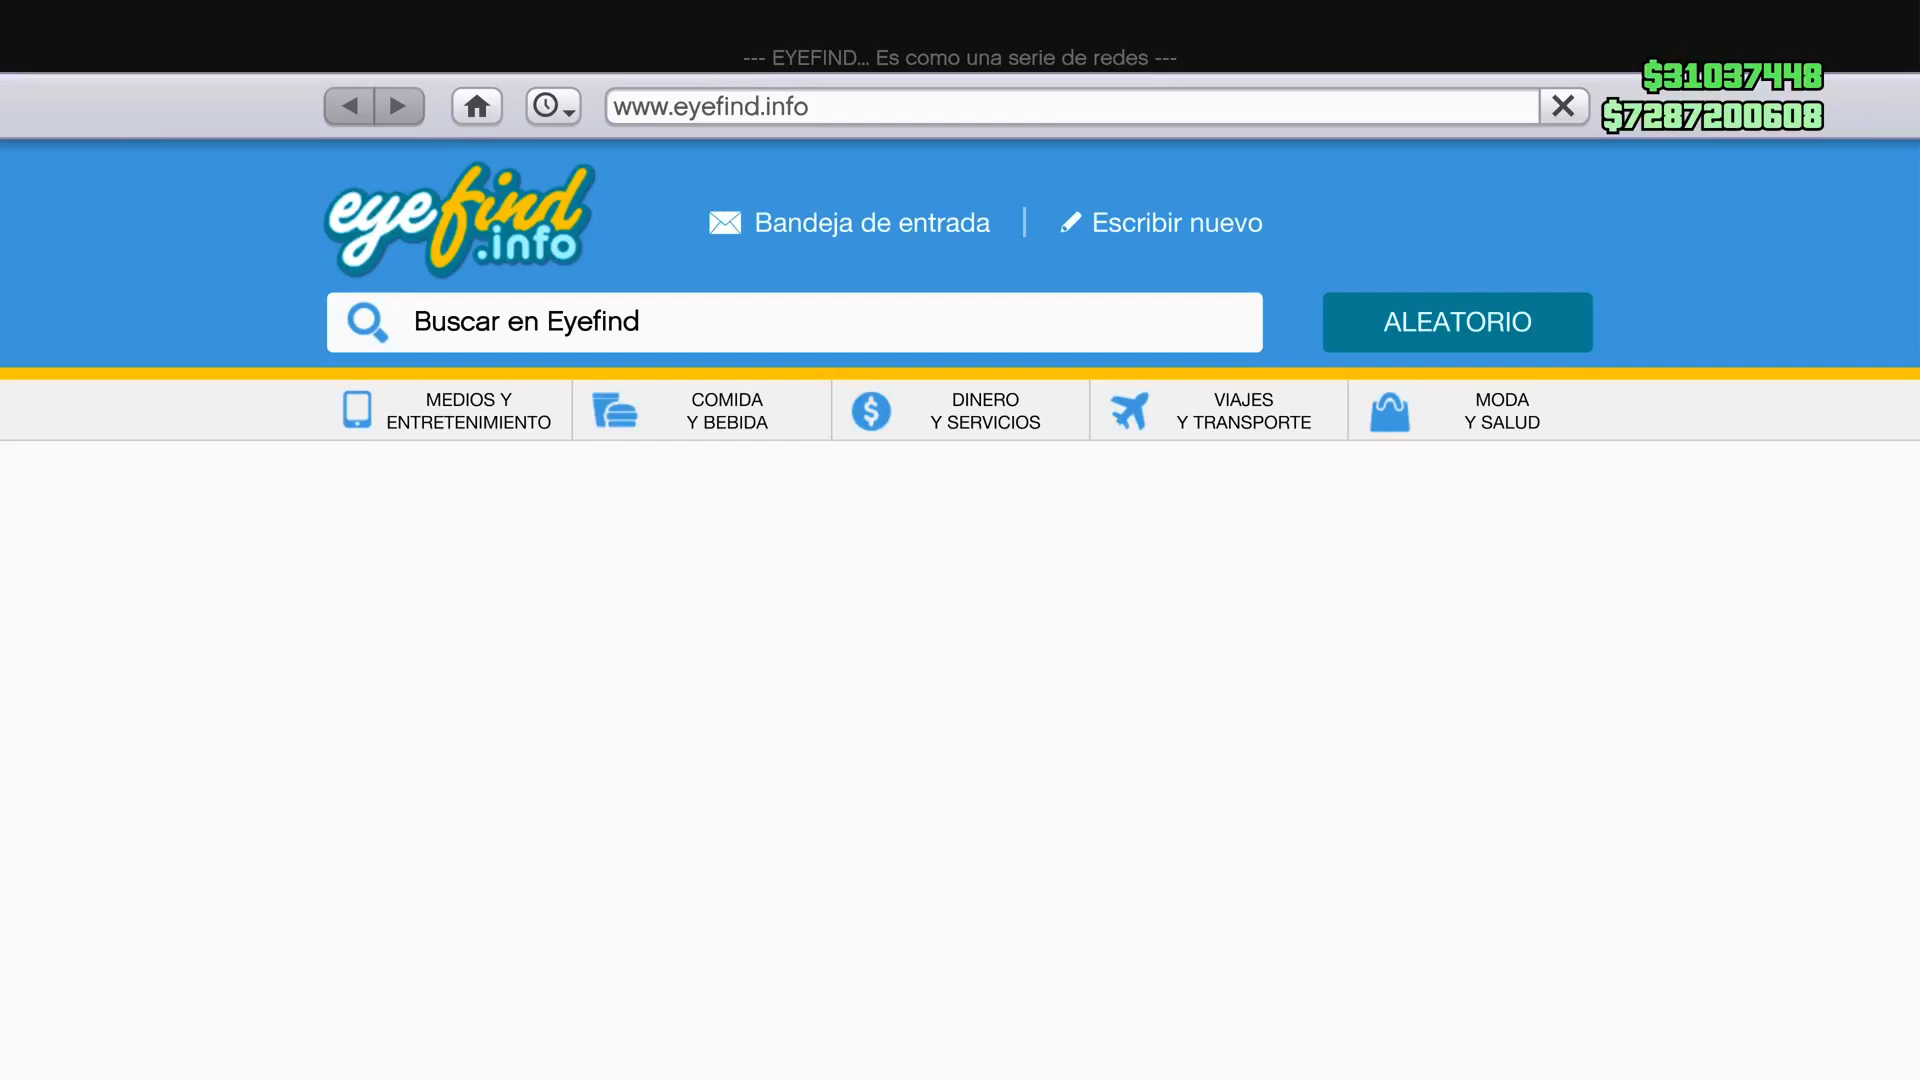 --- EYEFIND... Es como una serie de redes ---
$31037448
www.eyefind.info
$7287200608
eyefind
.info
Bandeja de entrada
Escribir nuevo
Buscar en Eyefind
ALEATORIO
MEDIOS Y
ENTRETENIMIENTO
COMIDA
Y BEBIDA
DINERO
Y SERVICIOS
VIAJES
Y TRANSPORTE
MODA
Y SALUD